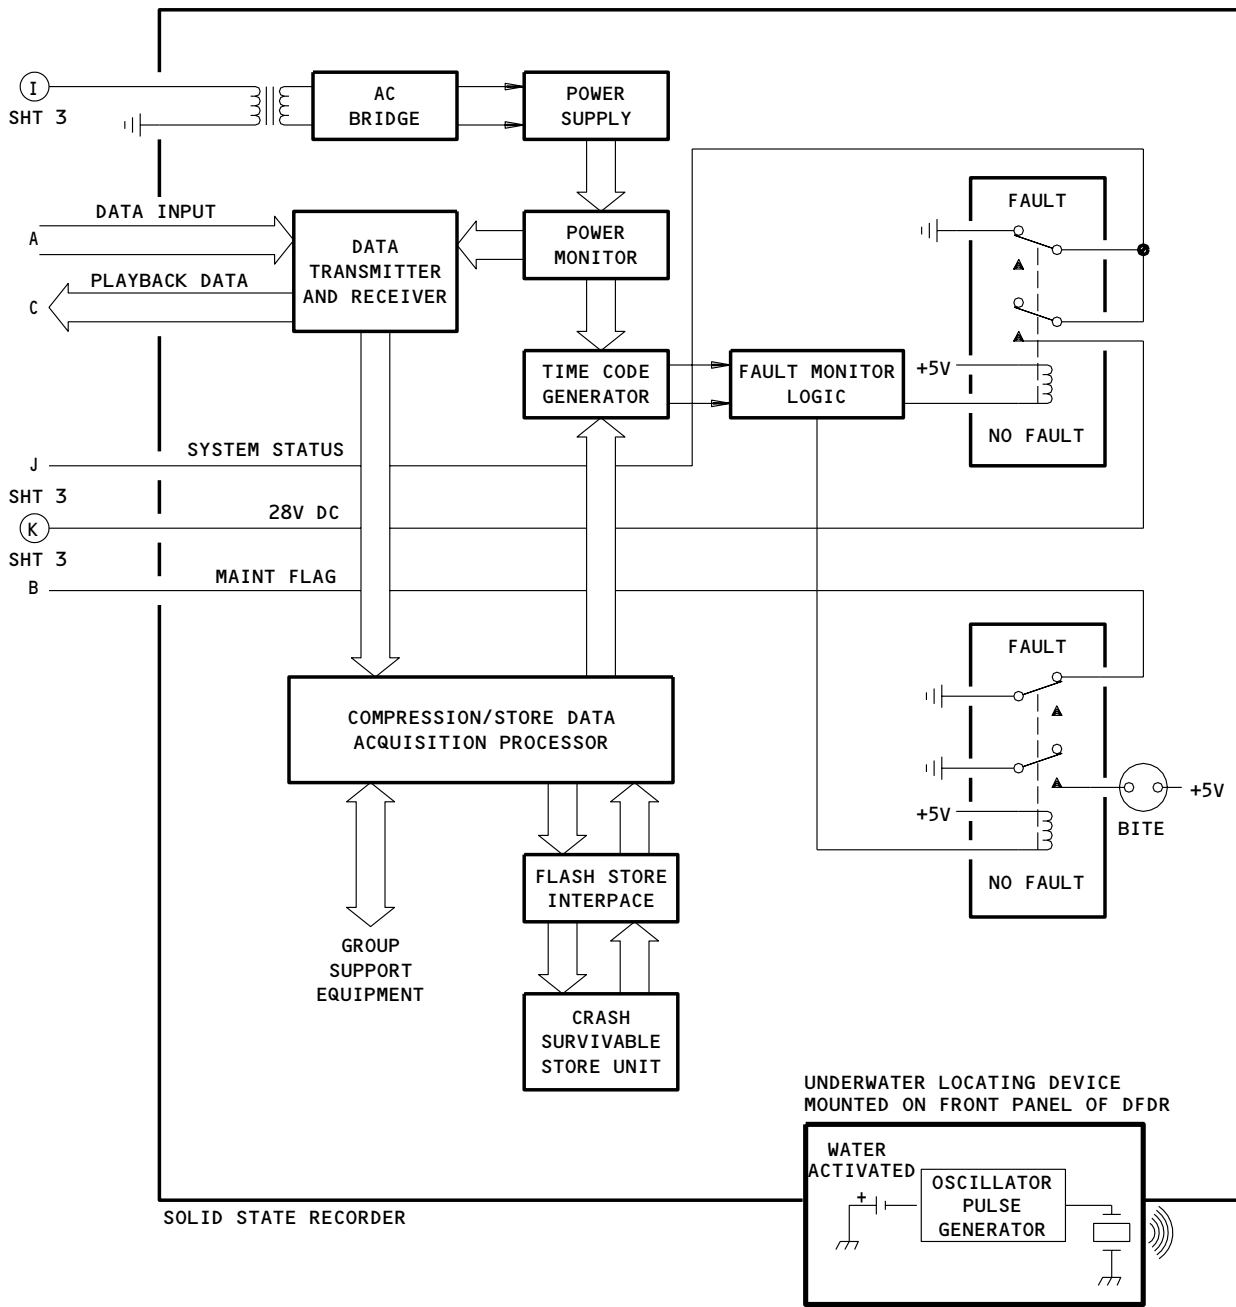 I
SHT 3
AC
BRIDGE
POWER
SUPPLY
DATA INPUT
A
PLAYBACK DATA
C
DATA
TRANSMITTER
AND RECEIVER
POWER
MONITOR
FAULT
TIME CODE
GENERATOR
FAULT MONITOR
LOGIC
+5V
NO FAULT
SYSTEM STATUS
J
SHT 3
28V DC
K
SHT 3
MAINT FLAG
B
FAULT
COMPRESSION/STORE DATA
ACQUISITION PROCESSOR
+5V
+5V
BITE
NO FAULT
FLASH STORE
INTERPACE
GROUP
SUPPORT
EQUIPMENT
CRASH
SURVIVABLE
STORE UNIT
UNDERWATER LOCATING DEVICE
MOUNTED ON FRONT PANEL OF DFDR
WATER
ACTIVATED
+
OSCILLATOR
PULSE
GENERATOR
SOLID STATE RECORDER